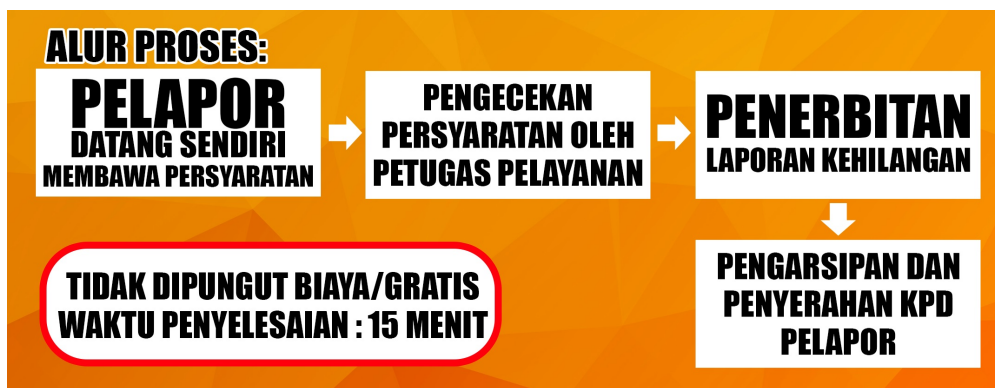 ALUR PROSES:
PELAPOR
DATANG SENDIRI
MEMBAWA PERSYARATAN
PENGECEKAN
PERSYARATAN OLEH
PETUGAS PELAYANAN
PENERBITAN
LAPORAN KEHILANGAN
PENGARSIPAN DAN
PENYERAHAN KPD
PELAPOR
TIDAK DIPUNGUT BIAYA/GRATIS
WAKTU PENYELESAIAN : 15 MENIT